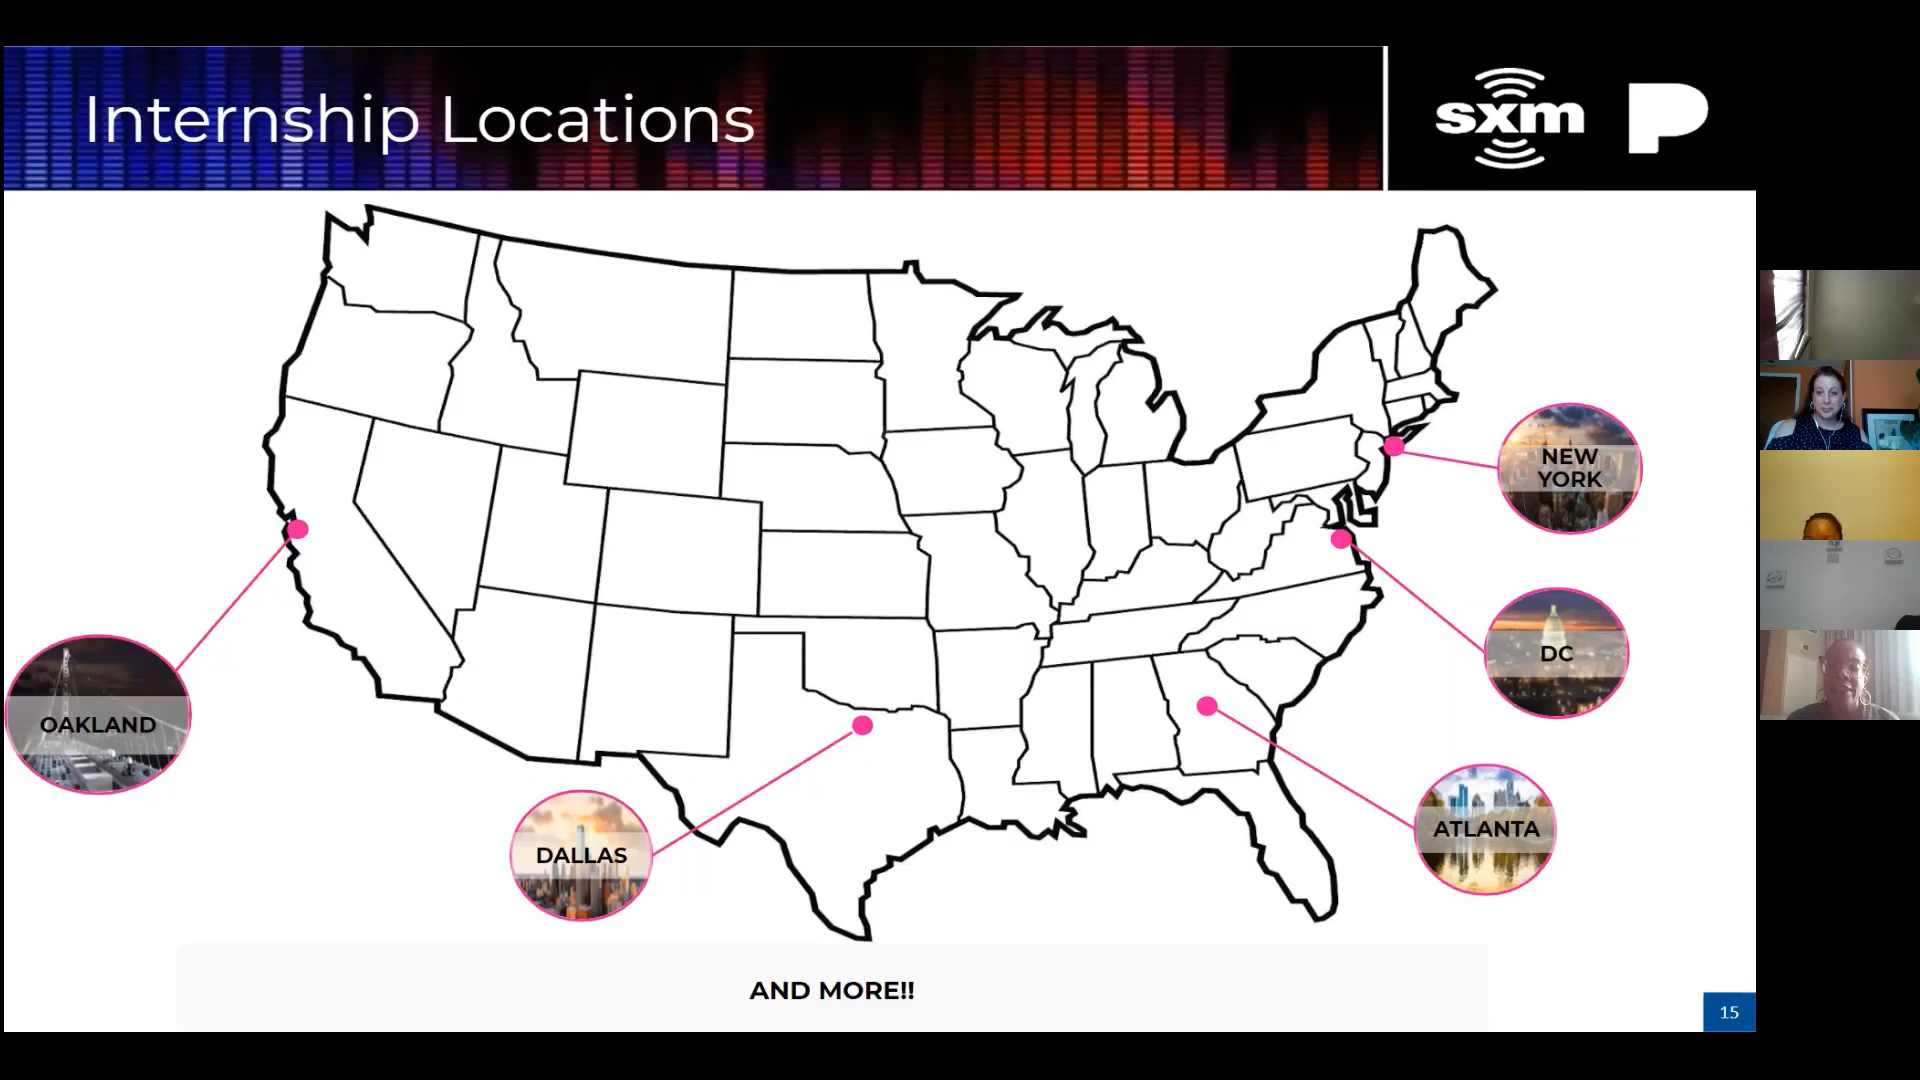 Internship Locations
sxm
NEW
YORK
DC
OAKLAND
ATLANTA
DALLAS
AND MORE!!
15